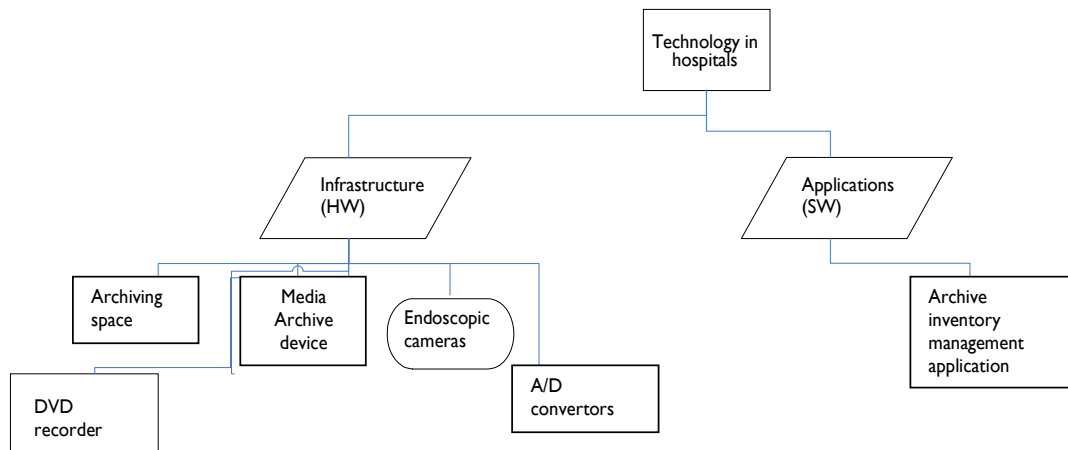 Technology in
hospitals
Infrastructure
(HW)
Applications
(SW)
Archiving
space
Media
Archive
device
Endoscopic
cameras
Archive
inventory
management
application
A/D
convertors
DVD
recorder